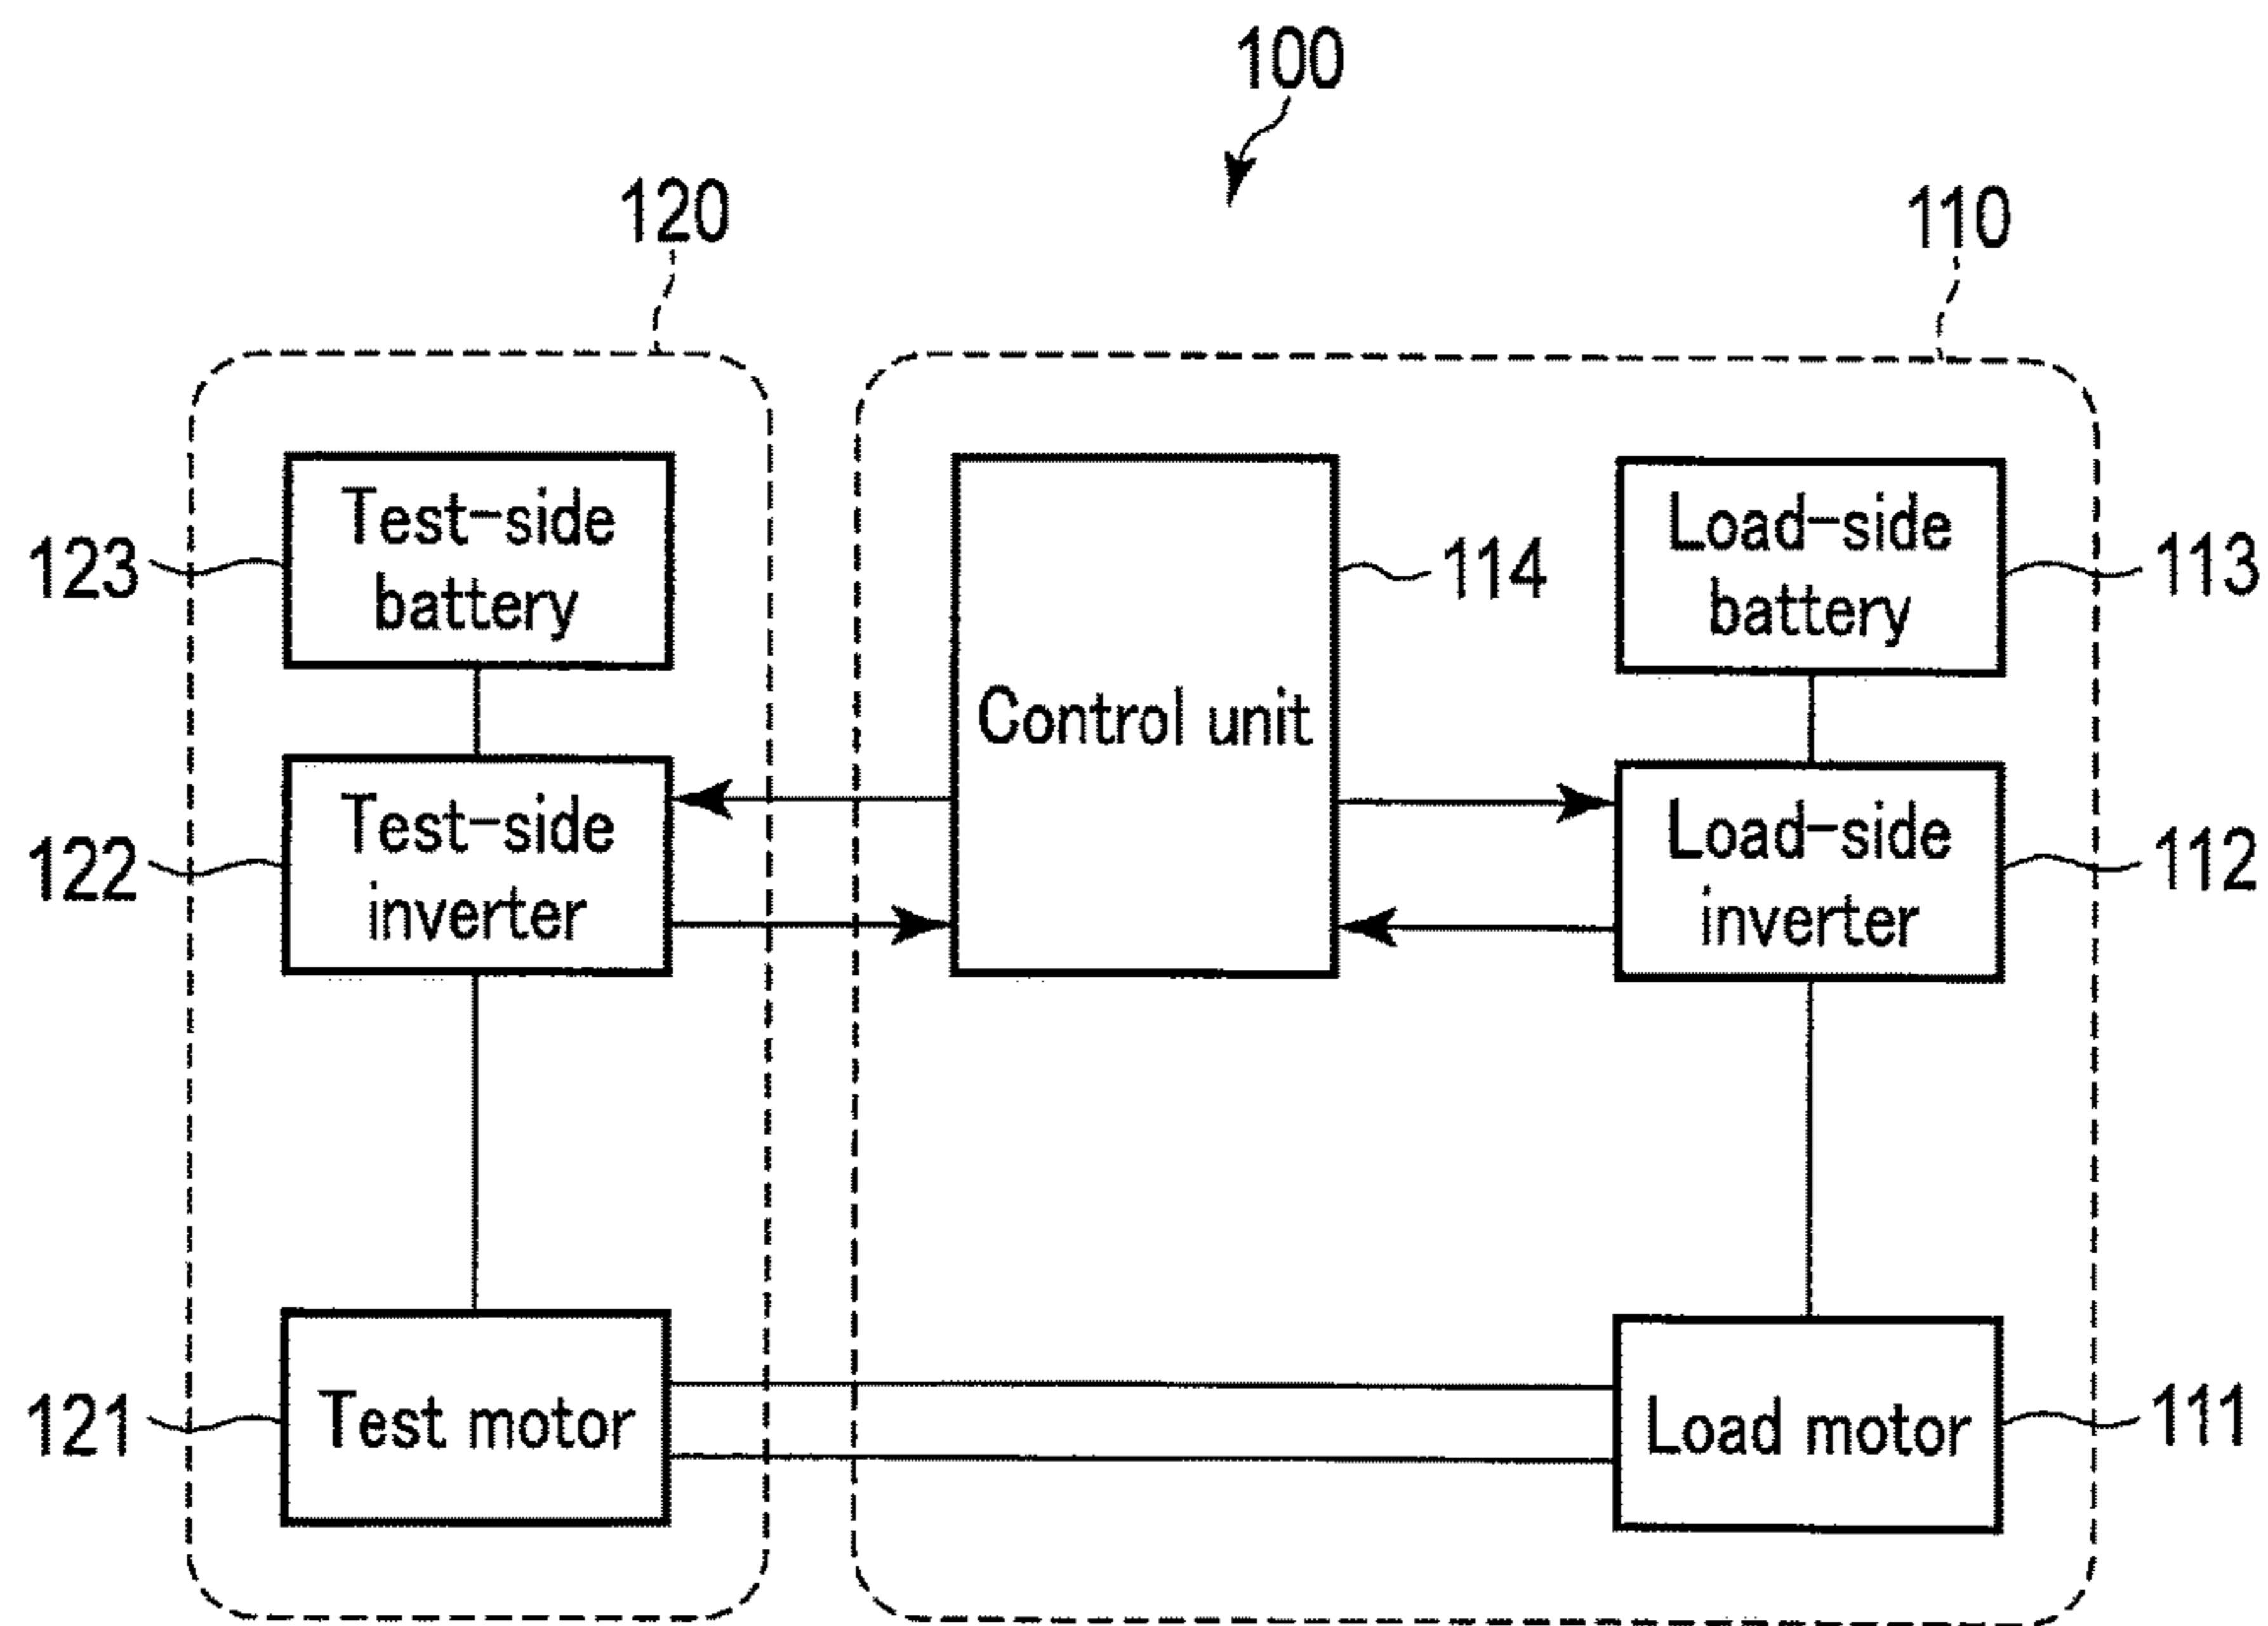 100
120
110
Test-side
battery
123
Control unit
114
Load-side
battery
113
Test-side
inverter
122
Load-side
inverter
112
Test motor
121
Load motor
111